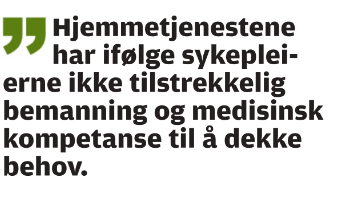 Hjemmetjenestene
har ifølge sykeplei-
erne ikke tilstrekkelig
bemanning og medisinsk
kompetanse til å dekke
behov.